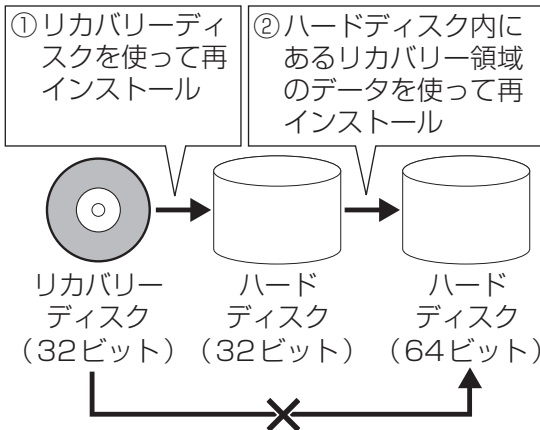 ①リカバリーディ
スクを使って再
インストール
②ハードディスク内に
あるリカバリー領域
のデータを使って再
インストール
リカバリー
ディスク
（32ビット）
ハード
ディスク
（32ビット）
ハード
ディスク
（64ビット）